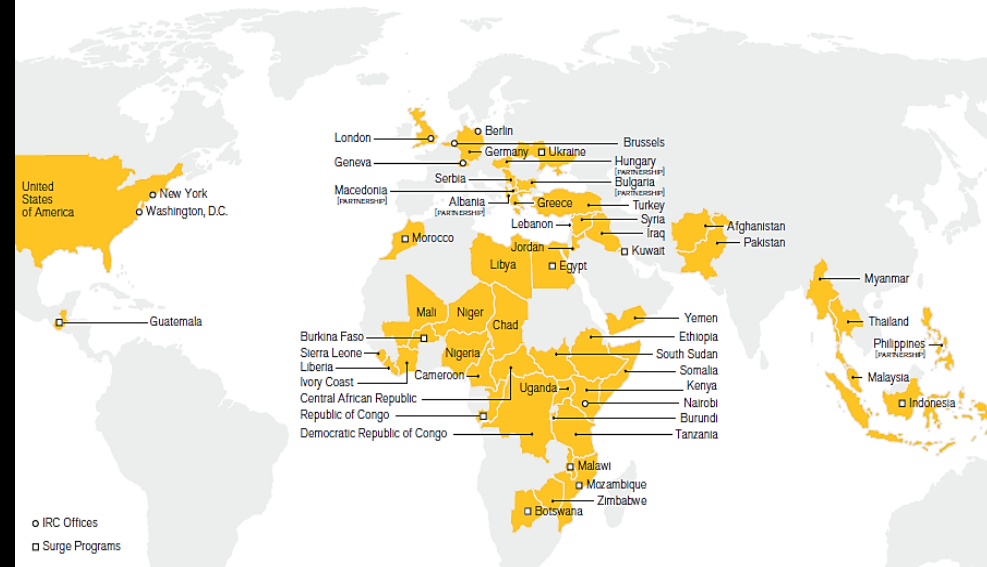 London
Berlin
Brussels
Germany
Ukraine
Geneva
Hungary
[PARTNERSHIP]
Serbia
Bulgaria
[PARTNERSHIP]
United
States
of America
New York
Washington, D.C.
Macedonia
[PARTNERSHIP]
Albania
[PARTNERSHIP]
Greece
Turkey
Lebanon
Syria
Iraq
Afghanistan
Morocco
Jordan
Kuwait
Pakistan
Libya
Egypt
Myanmar
Mali
Niger
Chad
Yemen
Guatemala
Thailand
Burkina Faso
Ethiopia
Philippines
[PARTNERSHIP]
Sierra Leone
Nigeria
South Sudan
Liberia
Somalia
Ivory Coast
Cameroon
Malaysia
Uganda
Kenya
Central African Republic
Nairobi
Indonesia
Republic of Congo
Burundi
Democratic Republic of Congo
Tanzania
Malawi
Mozambique
Zimbabwe
Botswana
IRC Offices
Surge Programs